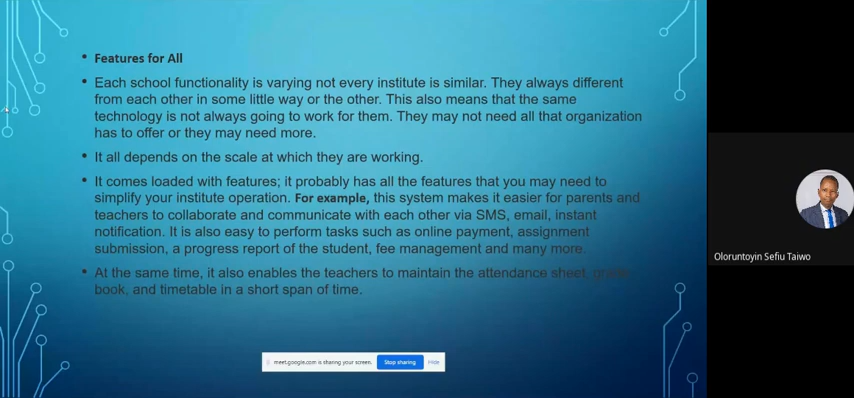 Features for All
Each school functionality is varying not every institute is similar. They always different
from each other in some little way or the other. This also means that the same
technology is not always going to work for them. They may not need all that organization
has to offer or they may need more.
It all depends on the scale at which they are working.
It comes loaded with features; it probably has all the features that you may need to
simplify your institute operation. For example, this system makes it easier for parents and
teachers to collaborate and communicate with each other via SMS, email, instant
notification. It is also easy to perform tasks such as online payment, assignment
submission, a progress report of the student, fee management and many more.
At the same time, it also enables the teachers to maintain the attendance sheet, grade
book, and timetable in a short span of time.
meet.google.com is sharing your screen.
Stop sharing
Hide
Oloruntoyin Sefiu Taiwo